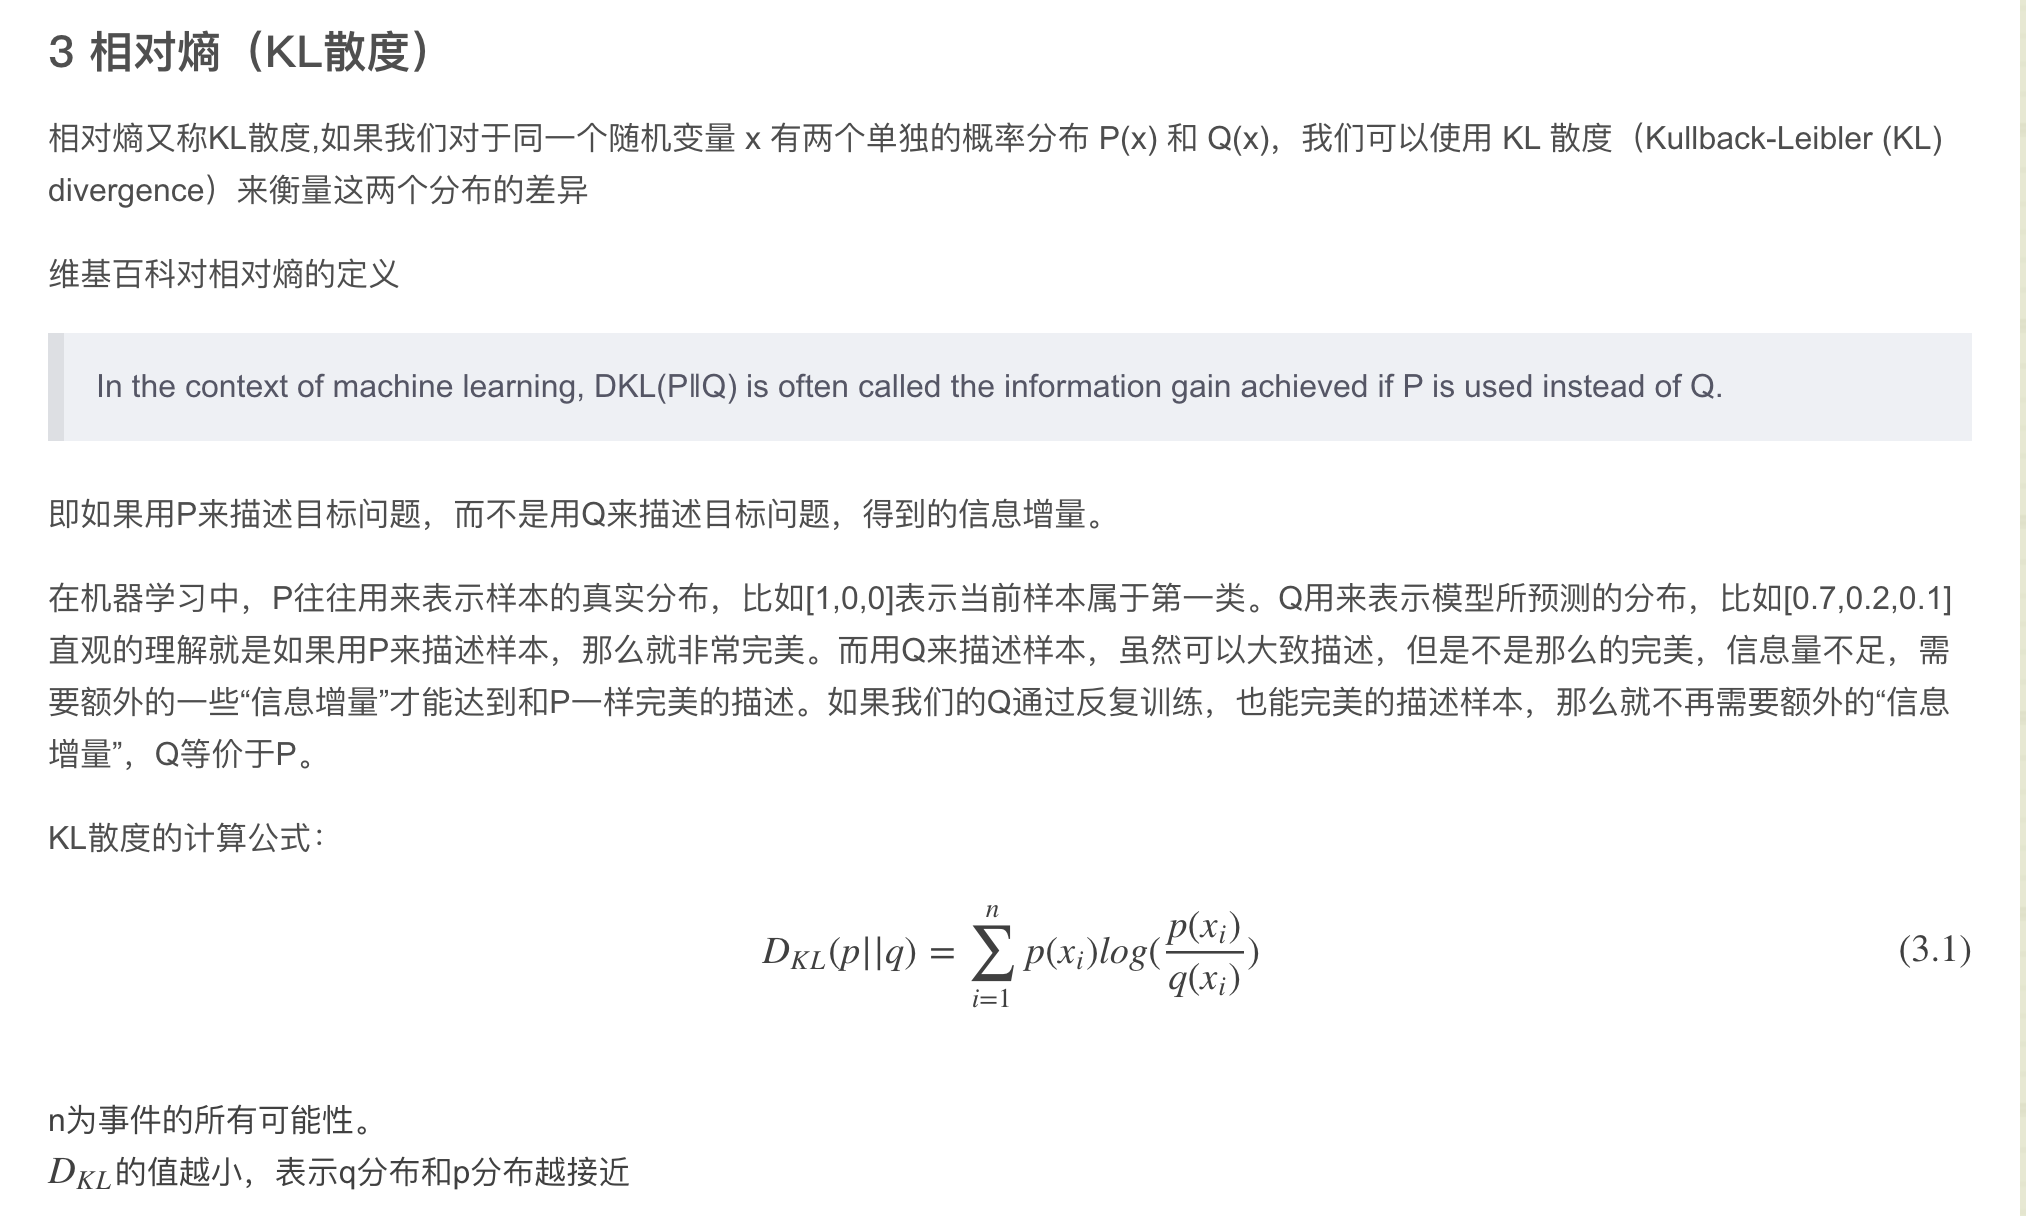 3 相对熵（KL散度）
相对熵又称KL散度,如果我们对于同一个随机变量 x 有两个单独的概率分布 P(x) 和 Q(x)，我们可以使用 KL 散度（Kullback-Leibler (KL)
divergence）来衡量这两个分布的差异
维基百科对相对熵的定义
In the context of machine learning, DKL(P‖Q) is often called the information gain achieved if P is used instead of Q.
即如果用P来描述目标问题，而不是用Q来描述目标问题，得到的信息增量。
在机器学习中，P往往用来表示样本的真实分布，比如[1,0,0]表示当前样本属于第一类。Q用来表示模型所预测的分布，比如[0.7,0.2,0.1]
直观的理解就是如果用P来描述样本，那么就非常完美。而用Q来描述样本，虽然可以大致描述，但是不是那么的完美，信息量不足，需
要额外的一些“信息增量”才能达到和P一样完美的描述。如果我们的Q通过反复训练，也能完美的描述样本，那么就不再需要额外的“信息
增量”，Q等价于P。
KL散度的计算公式：
$D_{KL}(p||q) = \sum_{i=1}^{n} p(x_i)log(\frac{p(x_i)}{q(x_i)})$ (3.1)
n为事件的所有可能性。
$D_{KL}$的值越小，表示q分布和p分布越接近